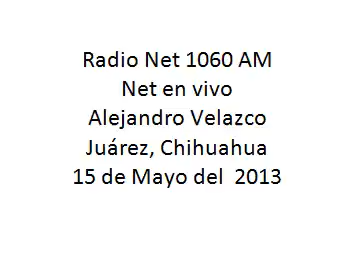 Radio Net 1060 AM
Net en vivo
Alejandro Velazco
Juárez, Chihuahua
15 de Mayo del  2013